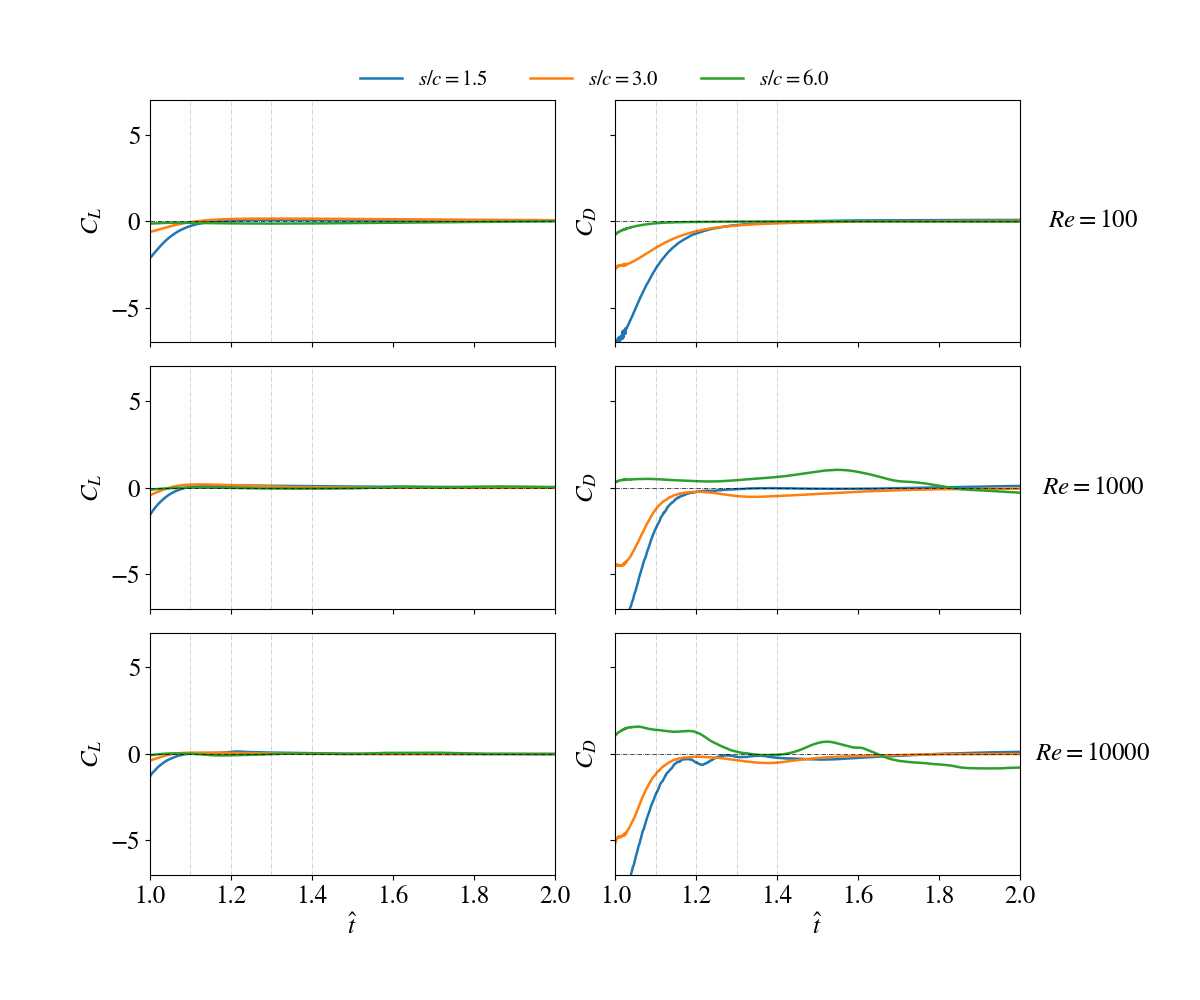 s/c = 1.5 s/c = 3.0 s/c = 6.0
5
0
−5
C_L
C_D
Re = 100
5
0
−5
C_L
C_D
Re = 1000
5
0
−5
C_L
C_D
Re = 10000
1.0 1.2 1.4 1.6 1.8 2.0
1.0 1.2 1.4 1.6 1.8 2.0
t̂
t̂